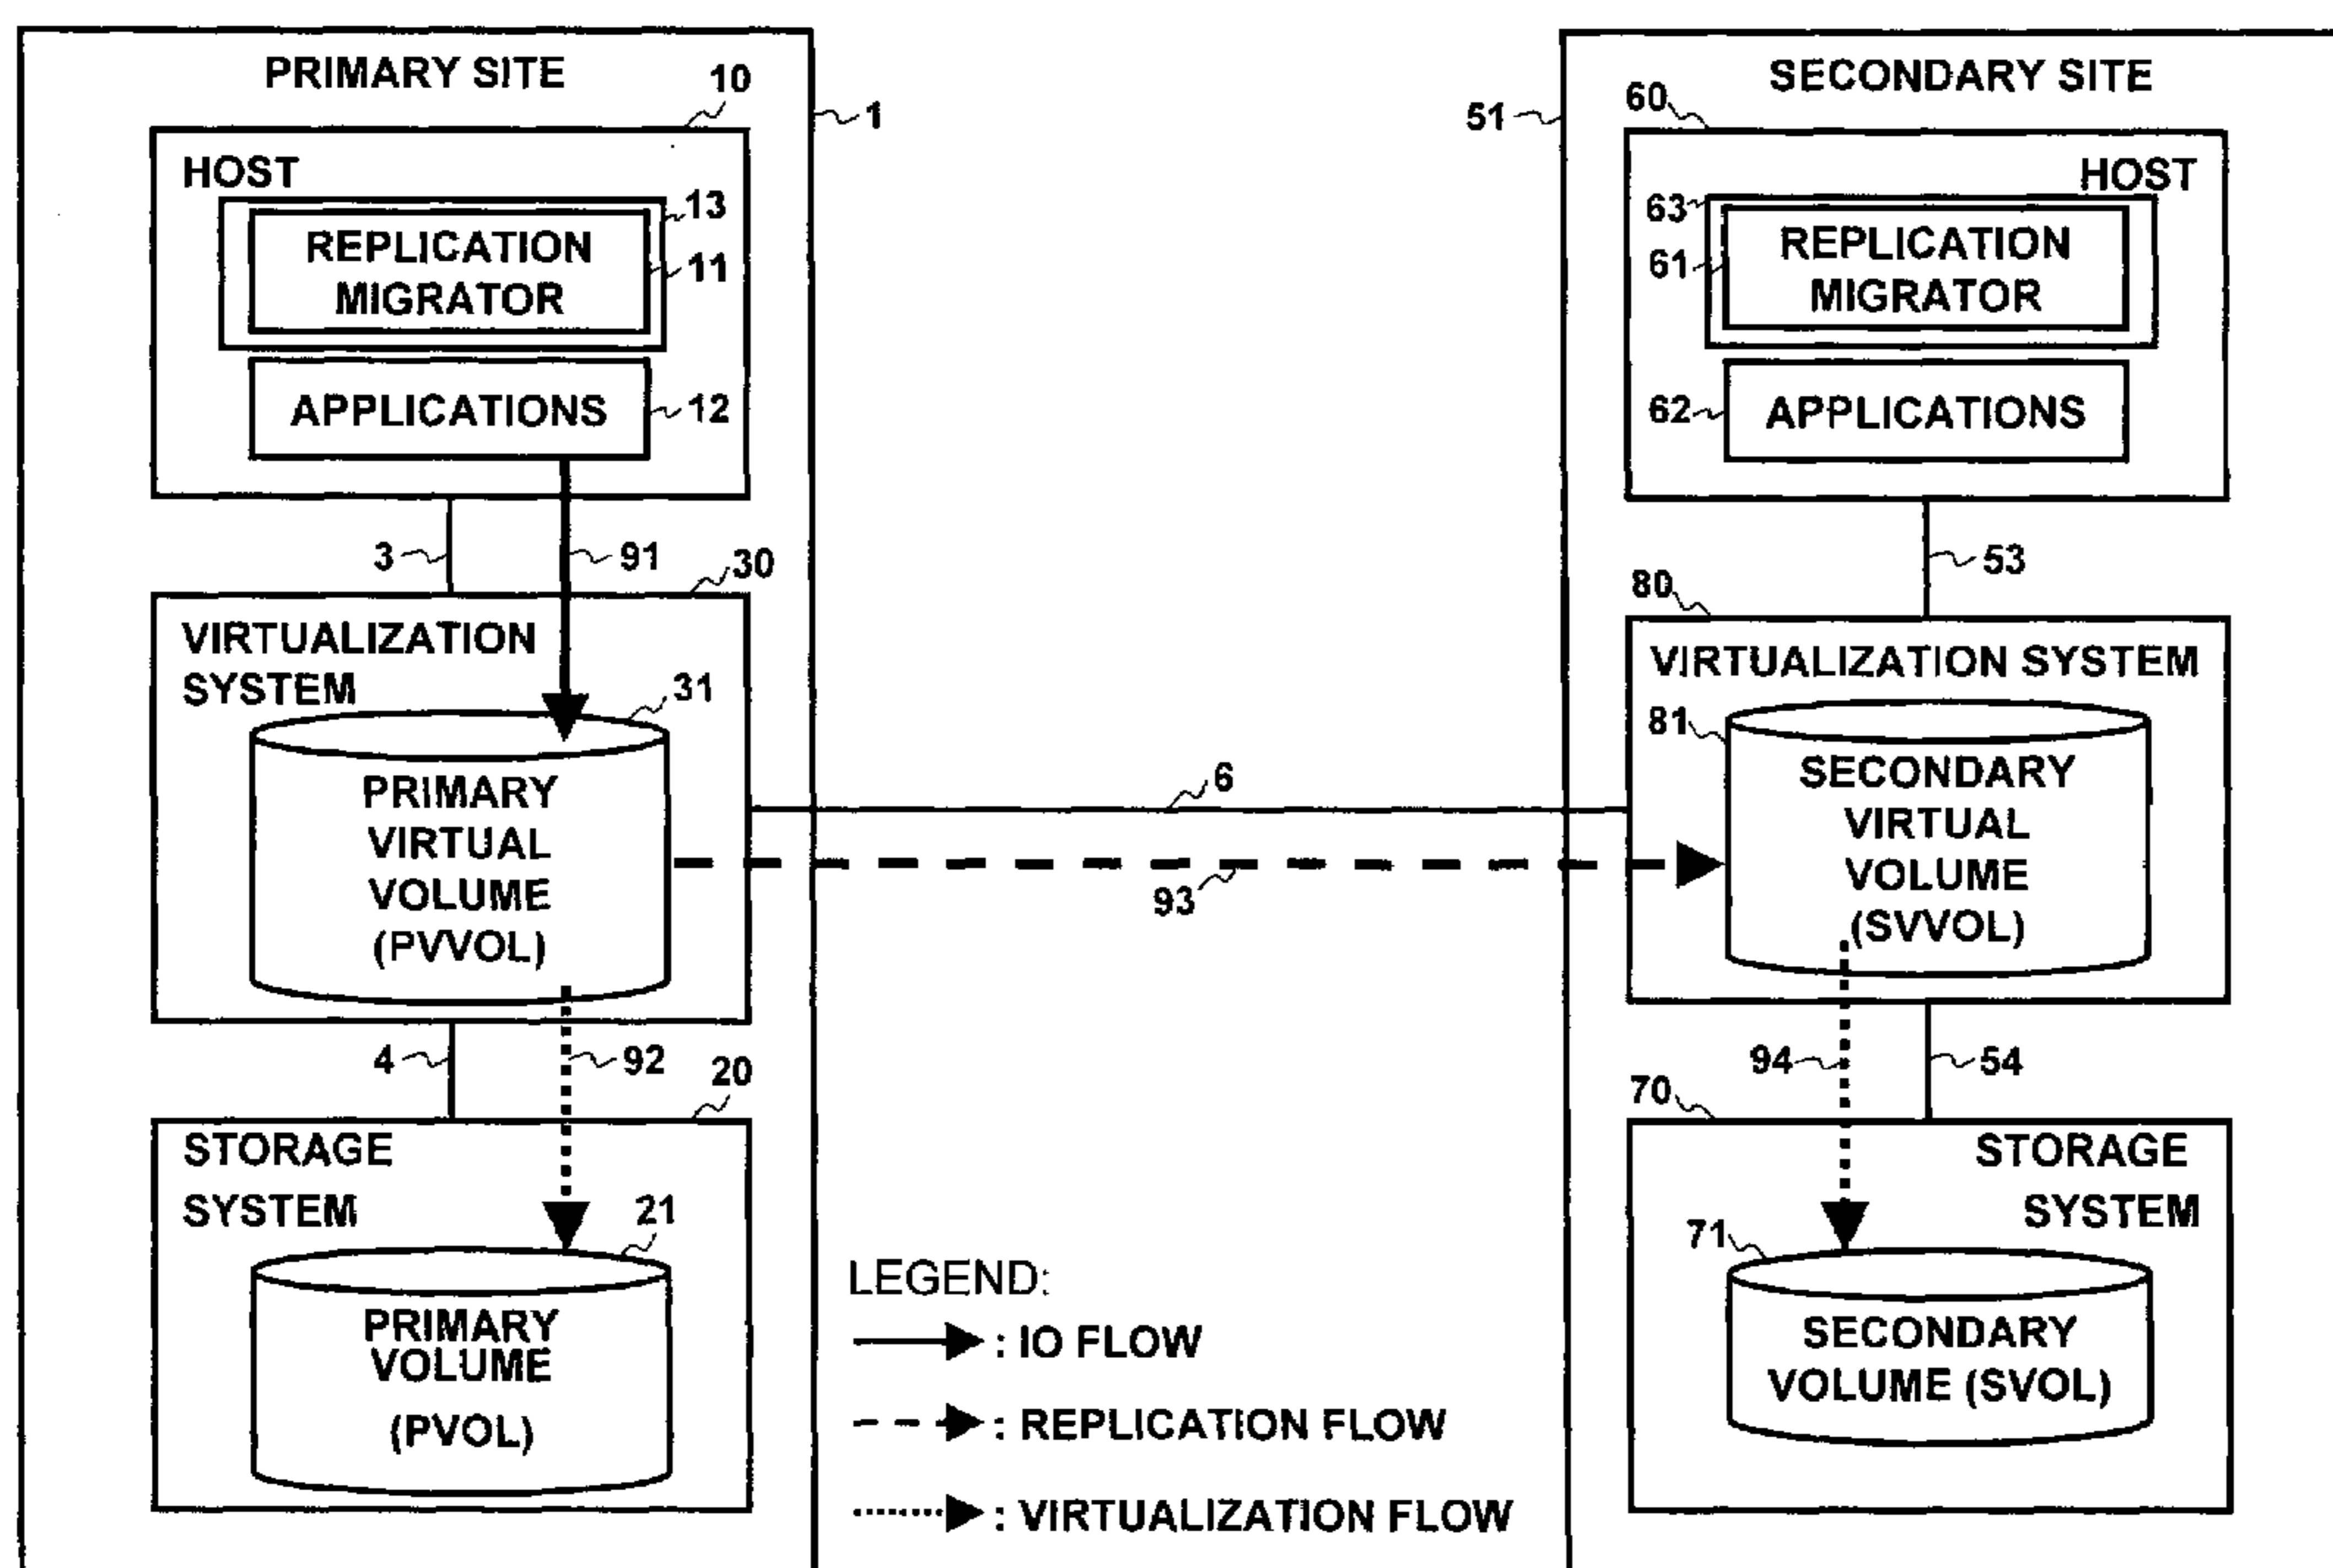 PRIMARY SITE
10
1
HOST
13
REPLICATION
MIGRATOR
11
APPLICATIONS
12
3
91
30
VIRTUALIZATION
SYSTEM
31
PRIMARY
VIRTUAL
VOLUME
(PVVOL)
4
92
20
STORAGE
SYSTEM
21
PRIMARY
VOLUME
(PVOL)
6
93
LEGEND:
: IO FLOW
: REPLICATION FLOW
: VIRTUALIZATION FLOW
SECONDARY SITE
51
60
HOST
63
REPLICATION
MIGRATOR
61
62
APPLICATIONS
53
80
VIRTUALIZATION SYSTEM
81
SECONDARY
VIRTUAL
VOLUME
(SVVOL)
94
54
70
STORAGE
SYSTEM
71
SECONDARY
VOLUME (SVOL)